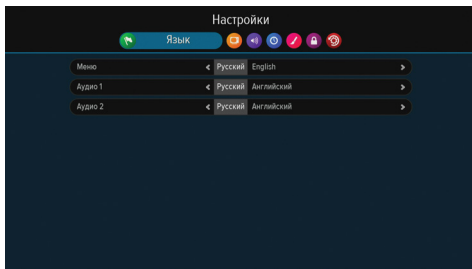 Настройки
Язык
Меню Русский English
Аудио 1 Русский Английский
Аудио 2 Русский Английский